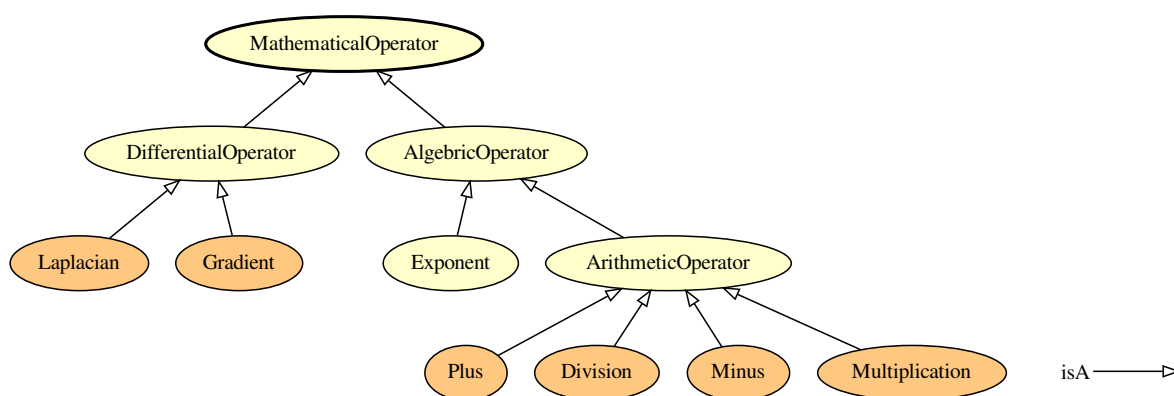 MathematicalOperator
DifferentialOperator
AlgebricOperator
Laplacian
Gradient
Exponent
ArithmeticOperator
Plus
Division
Minus
Multiplication
isA